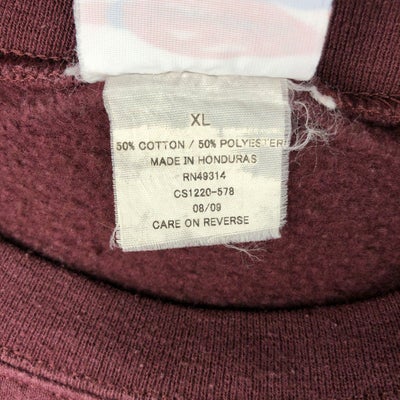 XL
50% COTTON / 50% POLYESTER
MADE IN HONDURAS
RN49314
CS1220-578
08/09
CARE ON REVERSE